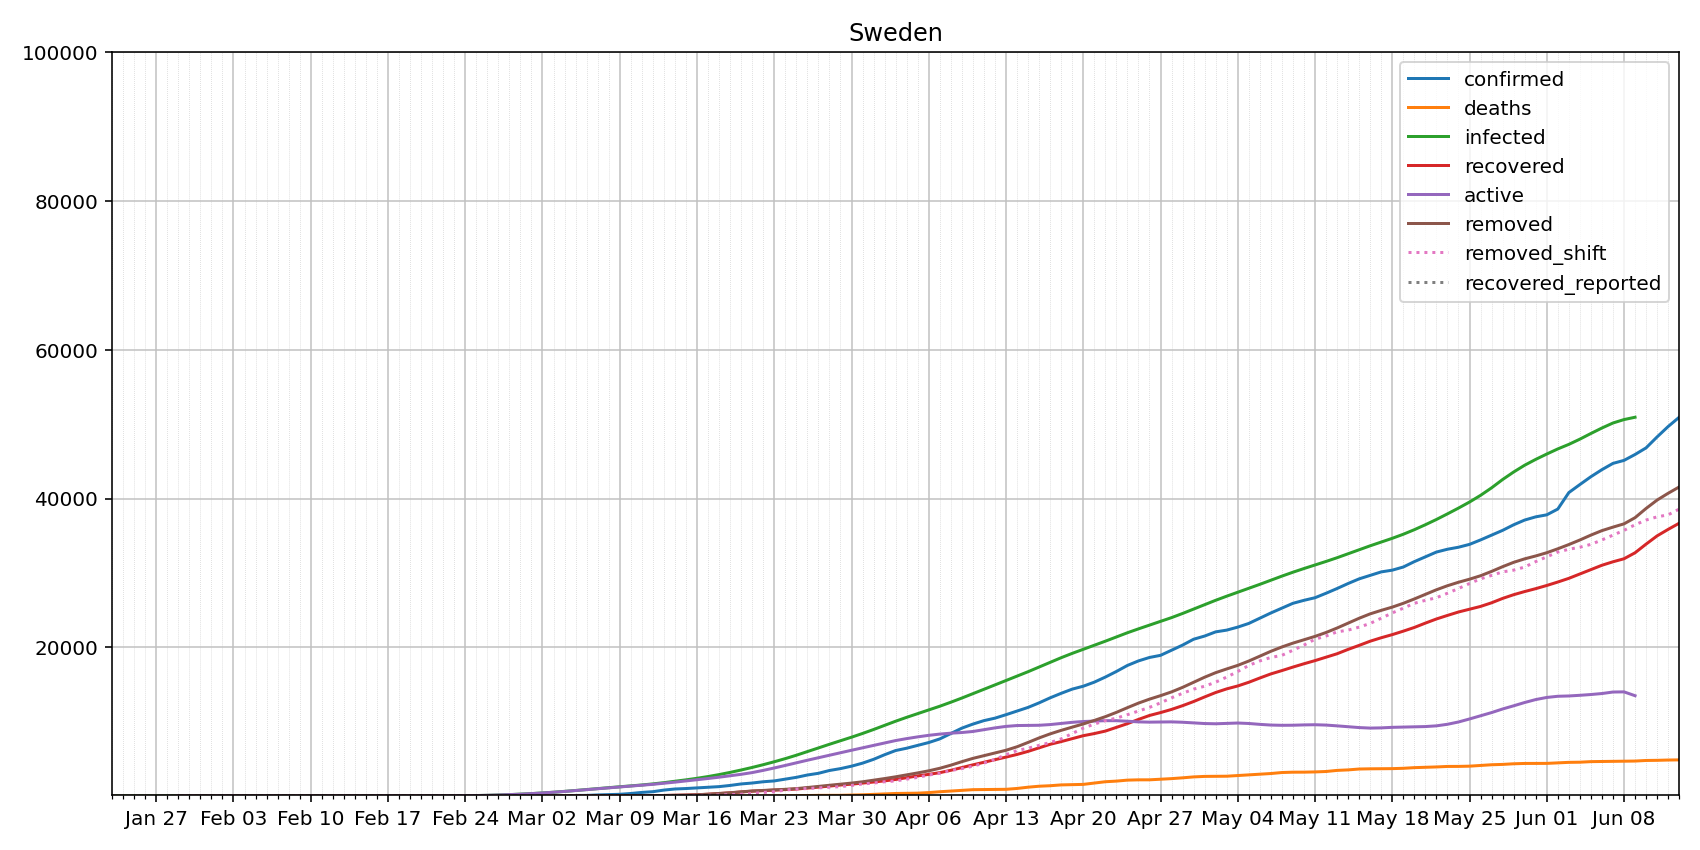 Sweden
100000
80000
60000
40000
20000
confirmed
deaths
infected
recovered
active
removed
removed_shift
recovered_reported
Jan 27 Feb 03 Feb 10 Feb 17 Feb 24 Mar 02 Mar 09 Mar 16 Mar 23 Mar 30 Apr 06 Apr 13 Apr 20 Apr 27 May 04 May 11 May 18 May 25 Jun 01 Jun 08